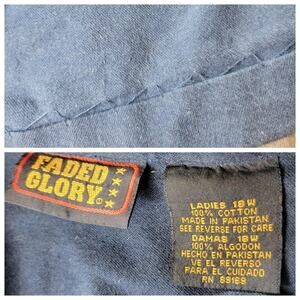 FADED
GLORY
LADIES 18W
100% COTTON
MADE IN PAKISTAN
SEE REVERSE FOR CARE
DAMAS 18W
100% ALGODON
HECHO EN PAKISTAN
VE EL REVERSO
PARA EL CUIDADO
RN 89169